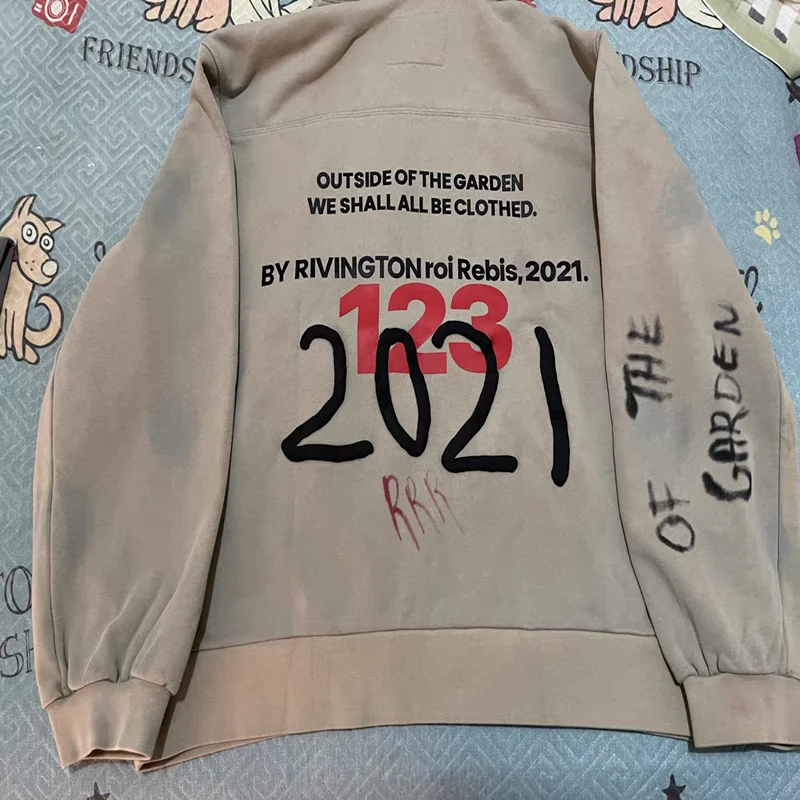 FRIENDS
DSHIP
OUTSIDE OF THE GARDEN
WE SHALL ALL BE CLOTHED.
BY RIVINGTON roi Rebis, 2021.
123
2021
RRR
OF THE
GARDEN